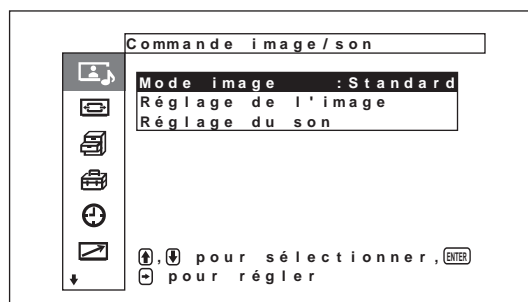 Commande image/son
Mode image :Standard
Réglage de l'image
Réglage du son
, pour sélectionner, ENTER
pour régler